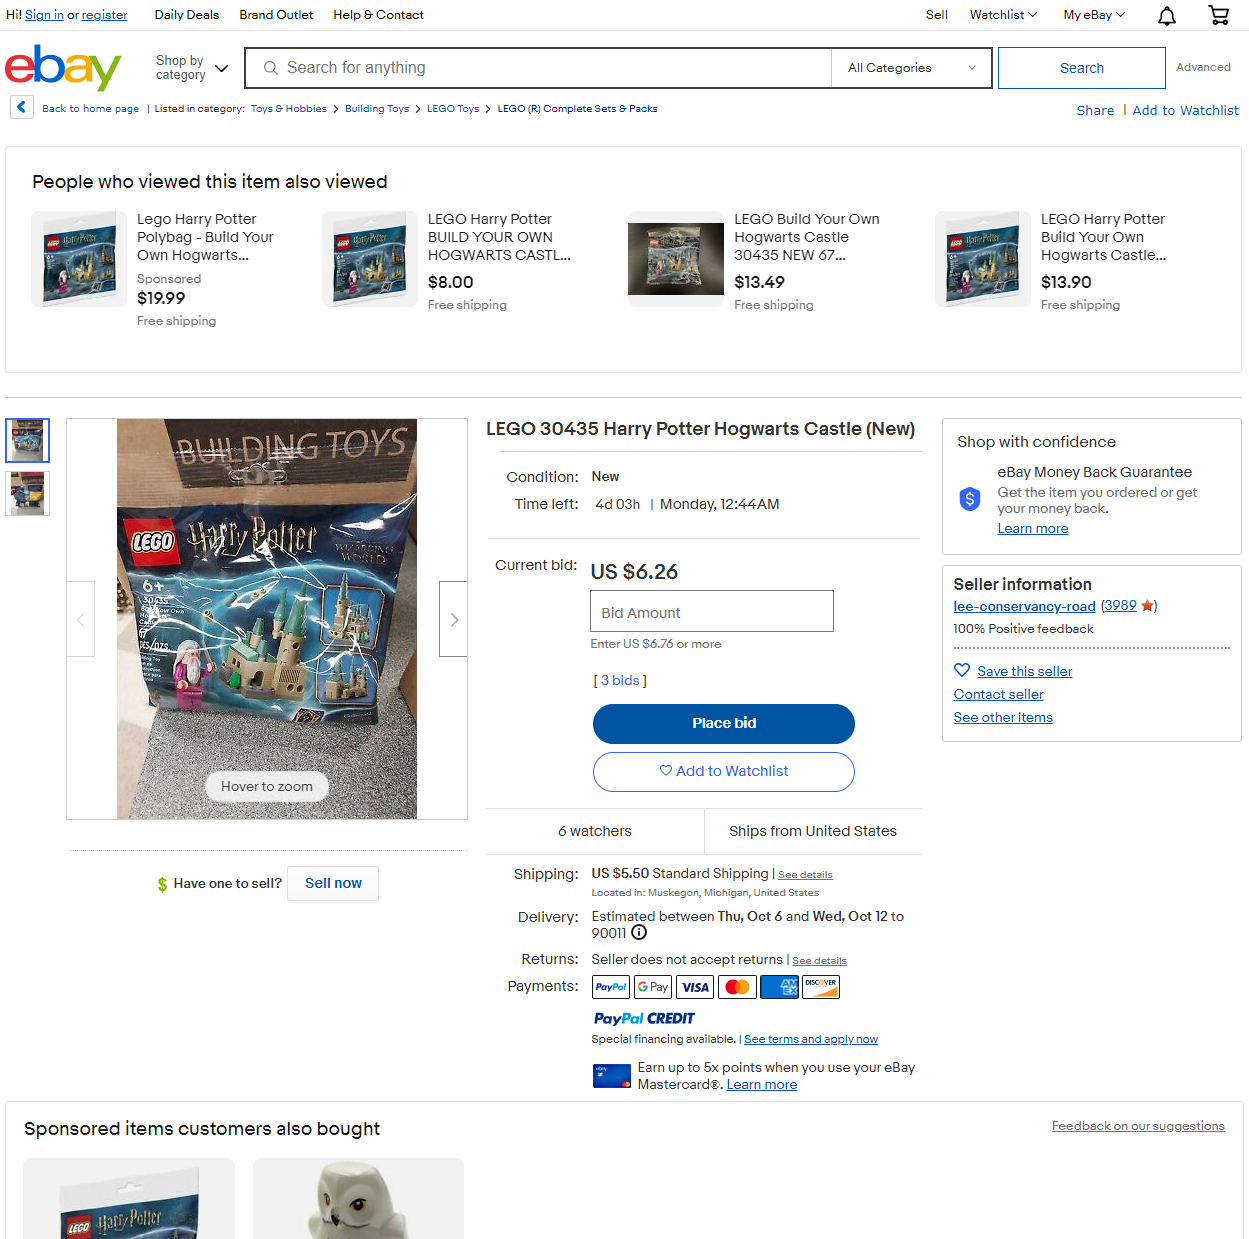 Hi! Sign in or register Daily Deals Brand Outlet Help & Contact Sell Watchlist My eBay
ebay
Shop by category
Search for anything
All Categories
Search
Advanced
Back to home page | Listed in category: Toys & Hobbies > Building Toys > LEGO Toys > LEGO (R) Complete Sets & Packs
Share | Add to Watchlist
People who viewed this item also viewed
Lego Harry Potter
Polybag - Build Your
Own Hogwarts...
Sponsored
$19.99
Free shipping
LEGO Harry Potter
BUILD YOUR OWN
HOGWARTS CASTL...
$8.00
Free shipping
LEGO Build Your Own
Hogwarts Castle
30435 NEW 67...
$13.49
Free shipping
LEGO Harry Potter
Build Your Own
Hogwarts Castle...
$13.90
Free shipping
BUILDING TOYS
LEGO
Harry Potter
WIZARDING
WORLD
6+
30435
Build Your Own
Hover to zoom
$ Have one to sell? Sell now
LEGO 30435 Harry Potter Hogwarts Castle (New)
Condition: New
Time left: 4d 03h | Monday, 12:44AM
Current bid: US $6.26
Bid Amount
Enter US $6.76 or more
[ 3 bids ]
Place bid
Add to Watchlist
6 watchers
Ships from United States
Shipping: US $5.50 Standard Shipping | See details
Located in: Muskegon, Michigan, United States
Delivery: Estimated between Thu, Oct 6 and Wed, Oct 12 to
90011
Returns: Seller does not accept returns | See details
Payments: PayPal G Pay VISA AM EX DISCOVER
PayPal CREDIT
Special financing available. | See terms and apply now
Earn up to 5x points when you use your eBay
Mastercard®. Learn more
Shop with confidence
eBay Money Back Guarantee
Get the item you ordered or get
your money back.
Learn more
Seller information
lee-conservancy-road (3989)
100% Positive feedback
Save this seller
Contact seller
See other items
Sponsored items customers also bought
Feedback on our suggestions
LEGO Harry Potter